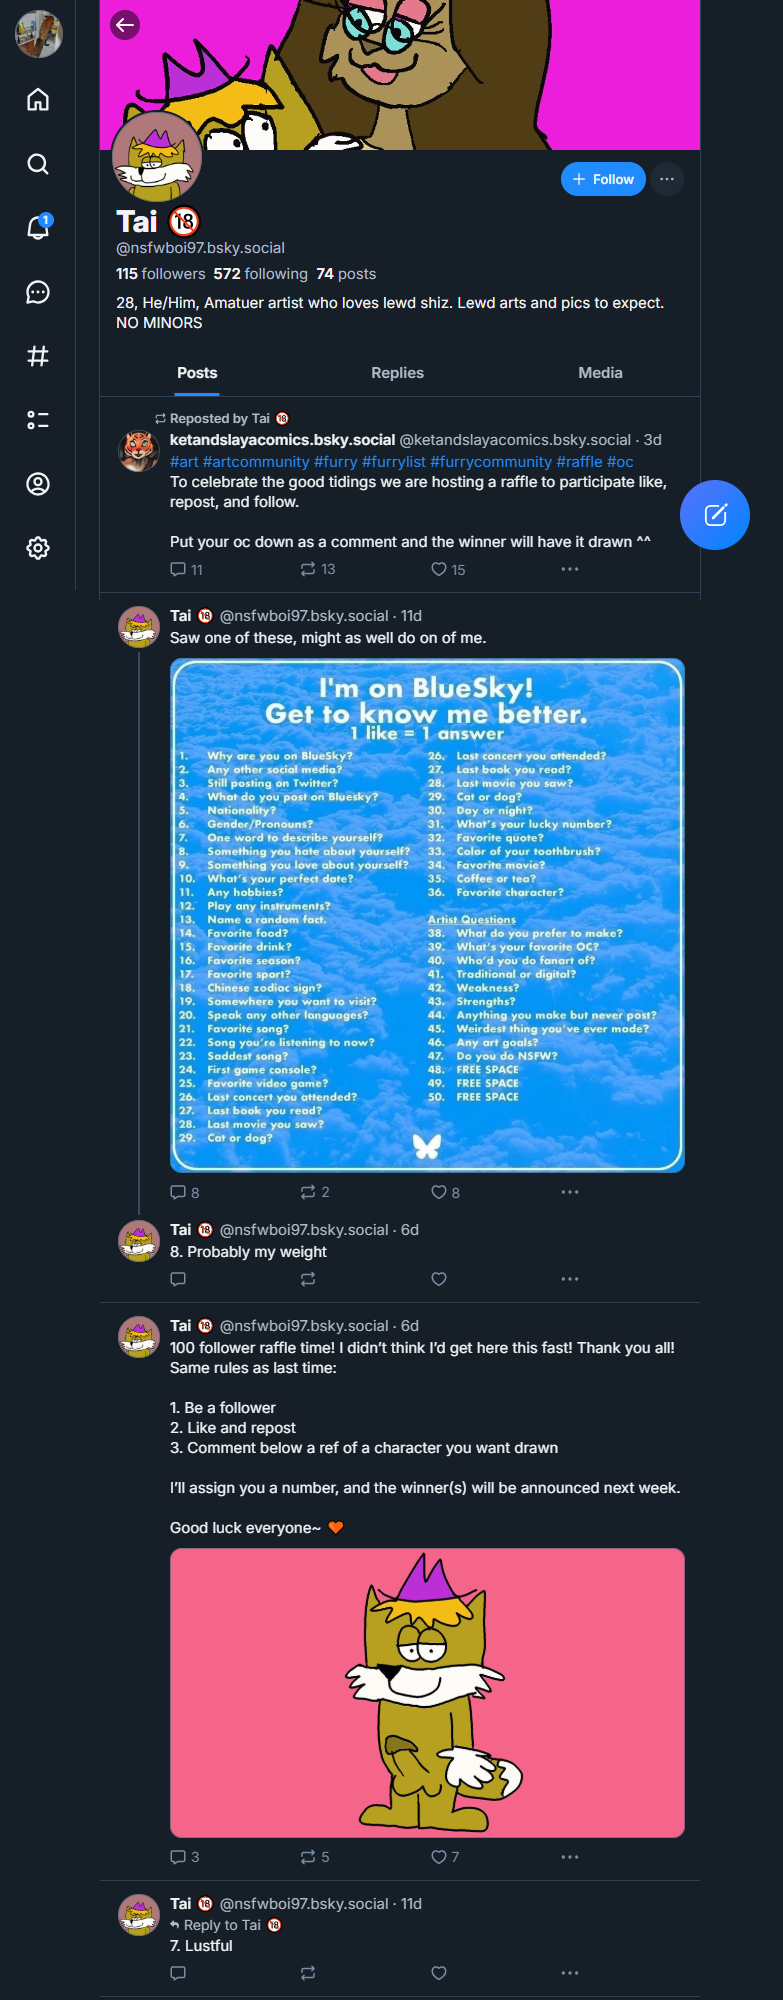 Follow
Tai 🔞
@nsfwboi97.bsky.social
115 followers 572 following 74 posts
28, He/Him, Amatuer artist who loves lewd shiz. Lewd arts and pics to expect.
NO MINORS
Posts Replies Media
1
Reposted by Tai 🔞
ketandslayacomics.bsky.social @ketandslayacomics.bsky.social · 3d
#art #artcommunity #furry #furrylist #furrycommunity #raffle #oc
To celebrate the good tidings we are hosting a raffle to participate like,
repost, and follow.
Put your oc down as a comment and the winner will have it drawn ^^
11 13 15
Tai 🔞 @nsfwboi97.bsky.social · 11d
Saw one of these, might as well do on of me.
I'm on BlueSky!
Get to know me better.
1 like = 1 answer
1. Why are you on BlueSky?
2. Any other social media?
3. Still posting on Twitter?
4. What do you post on Bluesky?
5. Nationality?
6. Gender/Pronouns?
7. One word to describe yourself?
8. Something you hate about yourself?
9. Something you love about yourself?
10. What's your perfect date?
11. Any hobbies?
12. Play any instruments?
13. Name a random fact.
14. Favorite food?
15. Favorite drink?
16. Favorite season?
17. Favorite sport?
18. Chinese zodiac sign?
19. Somewhere you want to visit?
20. Speak any other languages?
21. Favorite song?
22. Song you're listening to now?
23. Saddest song?
24. First game console?
25. Favorite video game?
26. Last concert you attended?
27. Last book you read?
28. Last movie you saw?
29. Cat or dog?
26. Last concert you attended?
27. Last book you read?
28. Last movie you saw?
29. Cat or dog?
30. Day or night?
31. What's your lucky number?
32. Favorite quote?
33. Color of your toothbrush?
34. Favorite movie?
35. Coffee or tea?
36. Favorite character?
Artist Questions
38. What do you prefer to make?
39. What's your favorite OC?
40. Who'd you do fanart of?
41. Traditional or digital?
42. Weakness?
43. Strengths?
44. Anything you make but never post?
45. Weirdest thing you've ever made?
46. Any art goals?
47. Do you do NSFW?
48. FREE SPACE
49. FREE SPACE
50. FREE SPACE
8 2 8
Tai 🔞 @nsfwboi97.bsky.social · 6d
8. Probably my weight
Tai 🔞 @nsfwboi97.bsky.social · 6d
100 follower raffle time! I didn't think I'd get here this fast! Thank you all!
Same rules as last time:
1. Be a follower
2. Like and repost
3. Comment below a ref of a character you want drawn
I'll assign you a number, and the winner(s) will be announced next week.
Good luck everyone~ 🧡
3 5 7
Tai 🔞 @nsfwboi97.bsky.social · 11d
Reply to Tai 🔞
7. Lustful